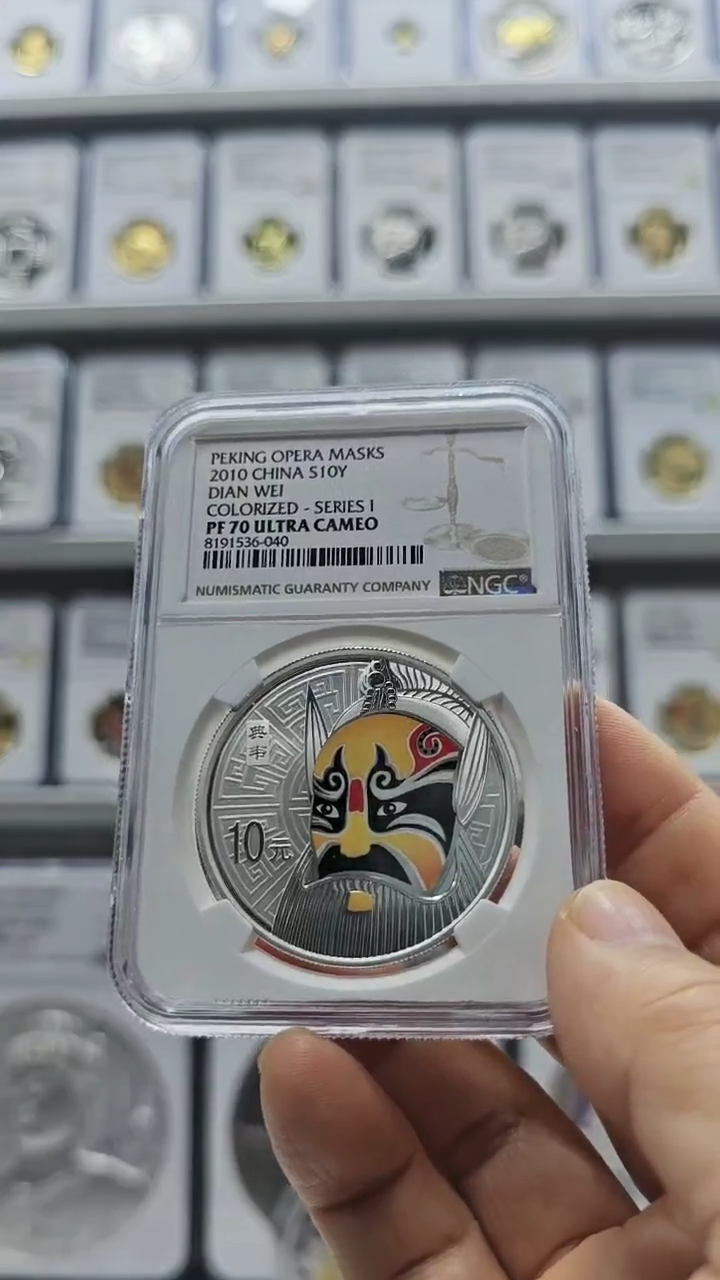 PEKING OPERA MASKS
2010 CHINA S10Y
DIAN WEI
COLORIZED - SERIES I
PF 70 ULTRA CAMEO
8191536-040
NUMISMATIC GUARANTY COMPANY NGC®
典韦
10元